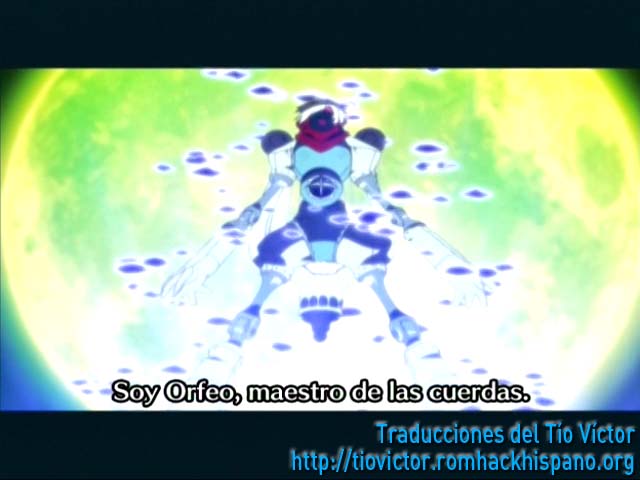 Soy Orfeo, maestro de las cuerdas.
Traducciones del Tío Víctor
http://tiovictor.romhackhispano.org